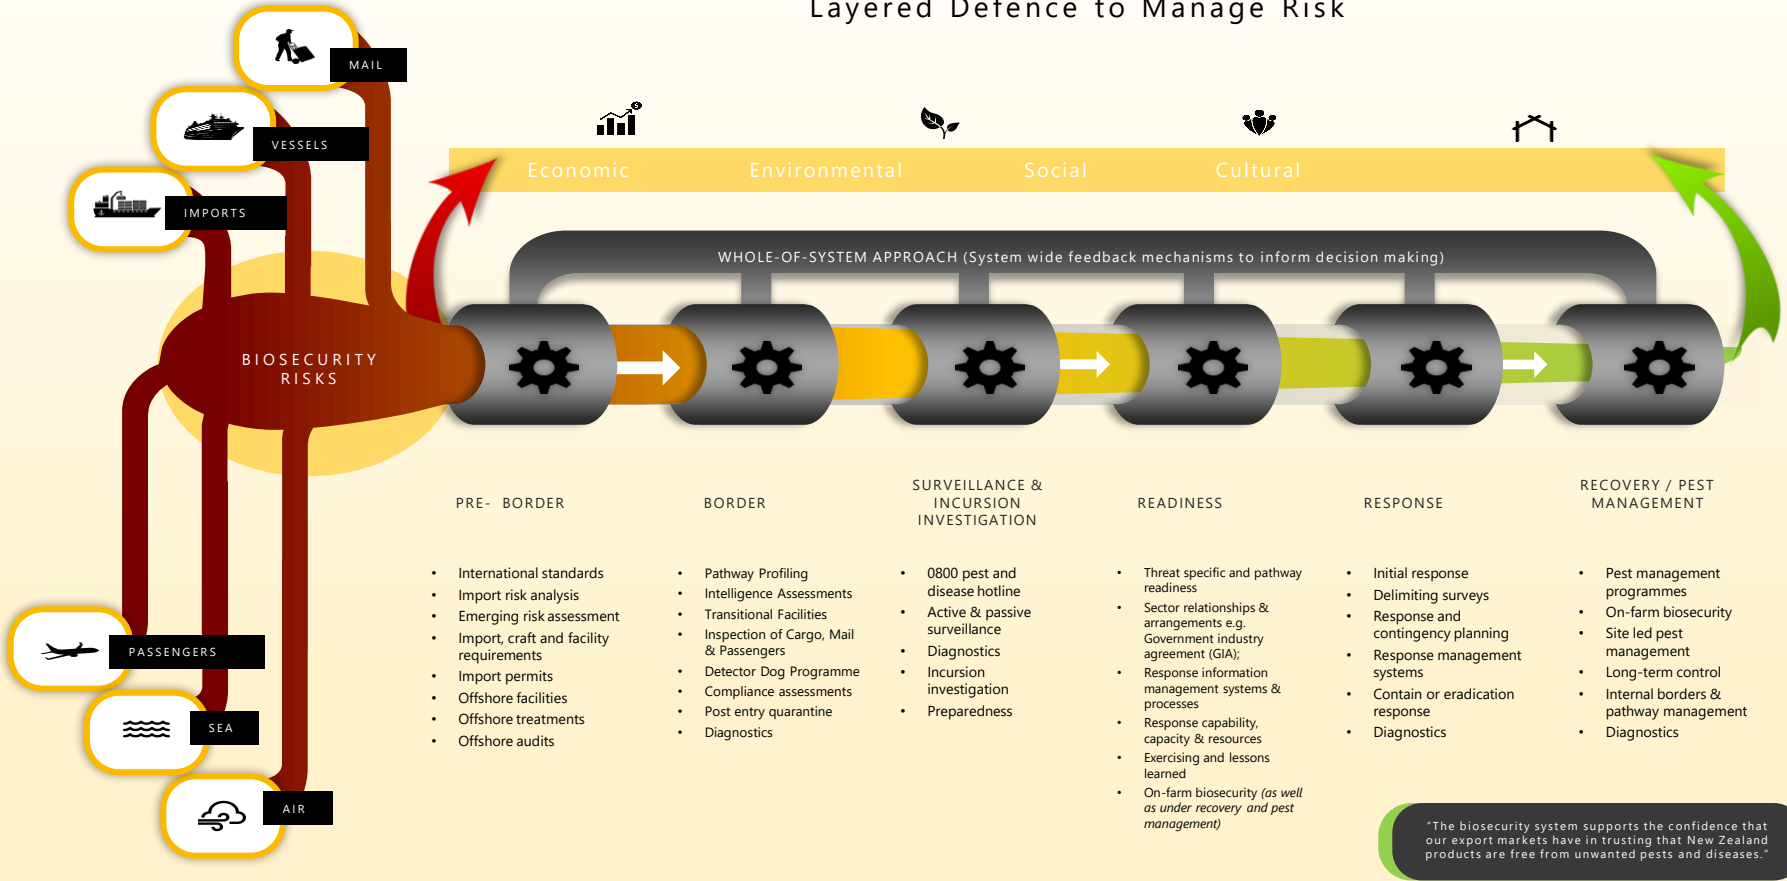 Layered Defence to Manage Risk
MAIL
VESSELS
IMPORTS
Economic
Environmental
Social
Cultural
WHOLE-OF-SYSTEM APPROACH (System wide feedback mechanisms to inform decision making)
BIOSECURITY
RISKS
PASSENGERS
SEA
AIR
PRE- BORDER
• International standards
• Import risk analysis
• Emerging risk assessment
• Import, craft and facility
requirements
• Import permits
• Offshore facilities
• Offshore treatments
• Offshore audits
BORDER
• Pathway Profiling
• Intelligence Assessments
• Transitional Facilities
• Inspection of Cargo, Mail
& Passengers
• Detector Dog Programme
• Compliance assessments
• Post entry quarantine
• Diagnostics
SURVEILLANCE &
INCURSION
INVESTIGATION
• 0800 pest and
disease hotline
• Active & passive
surveillance
• Diagnostics
• Incursion
investigation
• Preparedness
READINESS
• Threat specific and pathway
readiness
• Sector relationships &
arrangements e.g.
Government industry
agreement (GIA);
• Response information
management systems &
processes
• Response capability,
capacity & resources
• Exercising and lessons
learned
• On-farm biosecurity (as well
as under recovery and pest
management)
RESPONSE
• Initial response
• Delimiting surveys
• Response and
contingency planning
• Response management
systems
• Contain or eradication
response
• Diagnostics
RECOVERY / PEST
MANAGEMENT
• Pest management
programmes
• On-farm biosecurity
• Site led pest
management
• Long-term control
• Internal borders &
pathway management
• Diagnostics
"The biosecurity system supports the confidence that
our export markets have in trusting that New Zealand
products are free from unwanted pests and diseases."